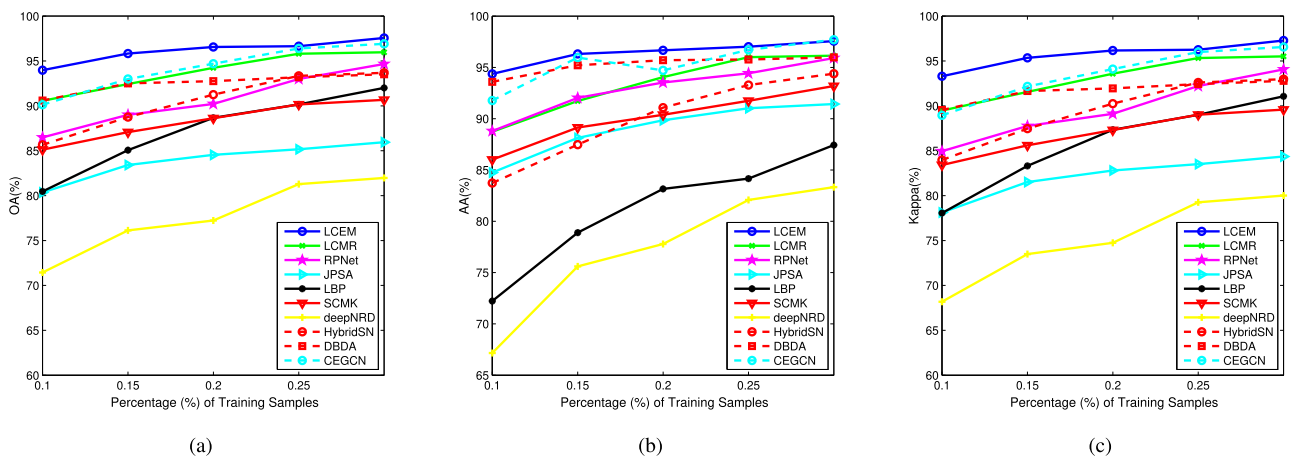 100
95
90
85
80
75
70
65
60
OA(%)
0.1
0.15
0.2
0.25
Percentage (%) of Training Samples
LCEM
LCMR
RPNet
JPSA
LBP
SCMK
deepNRD
HybridSN
DBDA
CEGCN
(a)
100
95
90
85
80
75
70
65
AA(%)
0.1
0.15
0.2
0.25
Percentage (%) of Training Samples
LCEM
LCMR
RPNet
JPSA
LBP
SCMK
deepNRD
HybridSN
DBDA
CEGCN
(b)
100
95
90
85
80
75
70
65
60
Kappa(%)
0.1
0.15
0.2
0.25
Percentage (%) of Training Samples
LCEM
LCMR
RPNet
JPSA
LBP
SCMK
deepNRD
HybridSN
DBDA
CEGCN
(c)